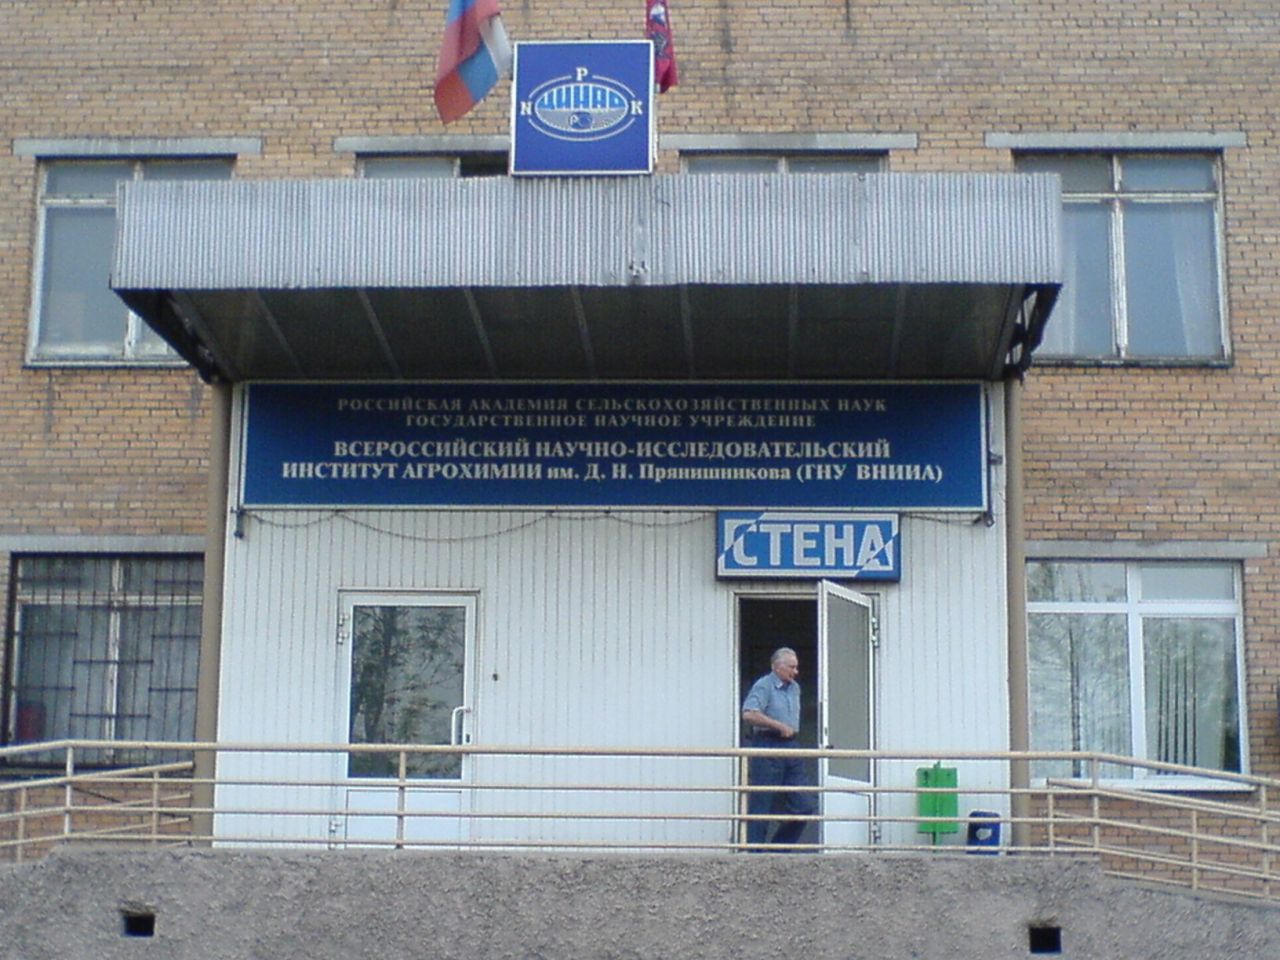 P
N ЦИНАО K
РОССИЙСКАЯ АКАДЕМИЯ СЕЛЬСКОХОЗЯЙСТВЕННЫХ НАУК
ГОСУДАРСТВЕННОЕ НАУЧНОЕ УЧРЕЖДЕНИЕ
ВСЕРОССИЙСКИЙ НАУЧНО-ИССЛЕДОВАТЕЛЬСКИЙ
ИНСТИТУТ АГРОХИМИИ им. Д. Н. Прянишникова (ГНУ ВНИИА)
СТЕНА